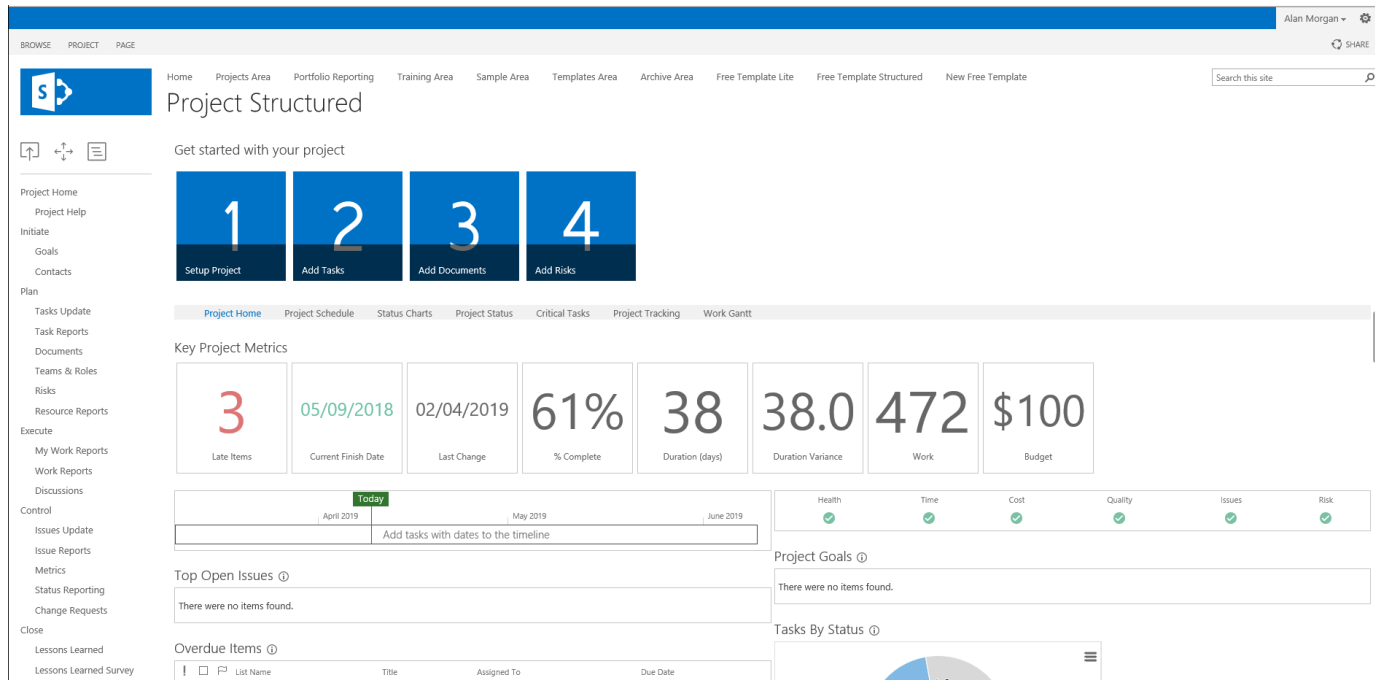 Alan Morgan
BROWSE PROJECT PAGE
SHARE
S
Home Projects Area Portfolio Reporting Training Area Sample Area Templates Area Archive Area Free Template Lite Free Template Structured New Free Template
Search this site
Project Structured
Get started with your project
1 2 3 4
Setup Project Add Tasks Add Documents Add Risks
Project Home
Project Help
Initiate
Goals
Contacts
Plan
Tasks Update
Task Reports
Documents
Teams & Roles
Risks
Resource Reports
Execute
My Work Reports
Work Reports
Discussions
Control
Issues Update
Issue Reports
Metrics
Status Reporting
Change Requests
Close
Lessons Learned
Lessons Learned Survey
Project Home Project Schedule Status Charts Project Status Critical Tasks Project Tracking Work Gantt
Key Project Metrics
3 05/09/2018 02/04/2019 61% 38 38.0 472 $100
Late Items Current Finish Date Last Change % Complete Duration (days) Duration Variance Work Budget
Today
April 2019 May 2019 June 2019
Add tasks with dates to the timeline
Health Time Cost Quality Issues Risk
Top Open Issues
There were no items found.
Project Goals
There were no items found.
Overdue Items
! List Name Title Assigned To Due Date
Tasks By Status